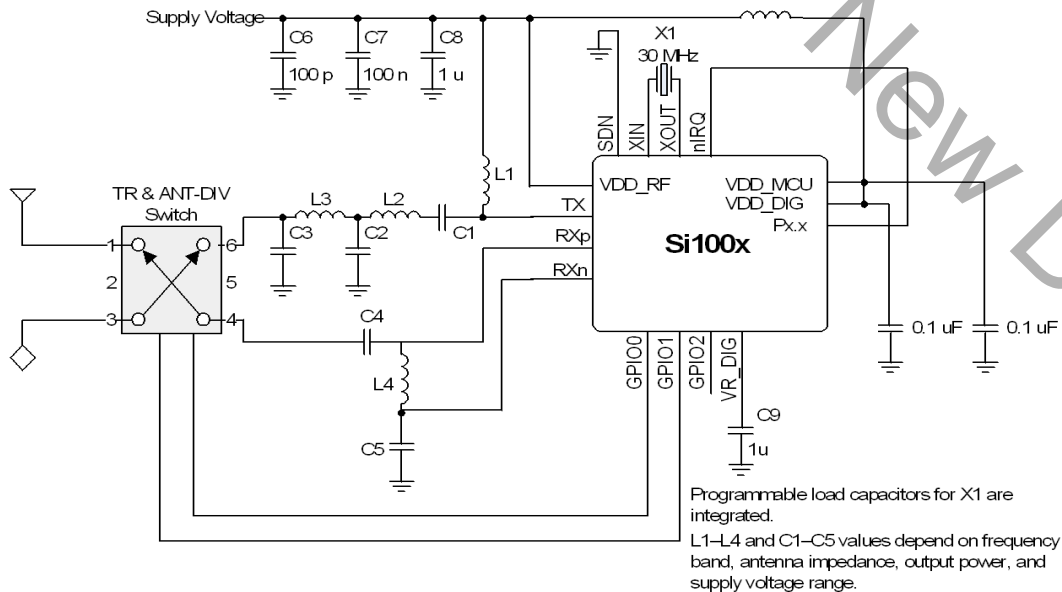 Supply Voltage
C6
100 p
C7
100 n
C8
1 u
X1
30 MHz
SDN
XIN
XOUT
nIRQ
L1
TR & ANT-DIV
Switch
L3
L2
C3
C2
C1
VDD_RF
TX
RXp
RXn
VDD_MCU
VDD_DIG
Px.x
Si100x
1
2
3
6
5
4
C4
L4
C5
GPIO0
GPIO1
GPIO2
VR_DIG
C9
1u
0.1 uF
0.1 uF
Programmable load capacitors for X1 are
integrated.
L1–L4 and C1–C5 values depend on frequency
band, antenna impedance, output power, and
supply voltage range.
New